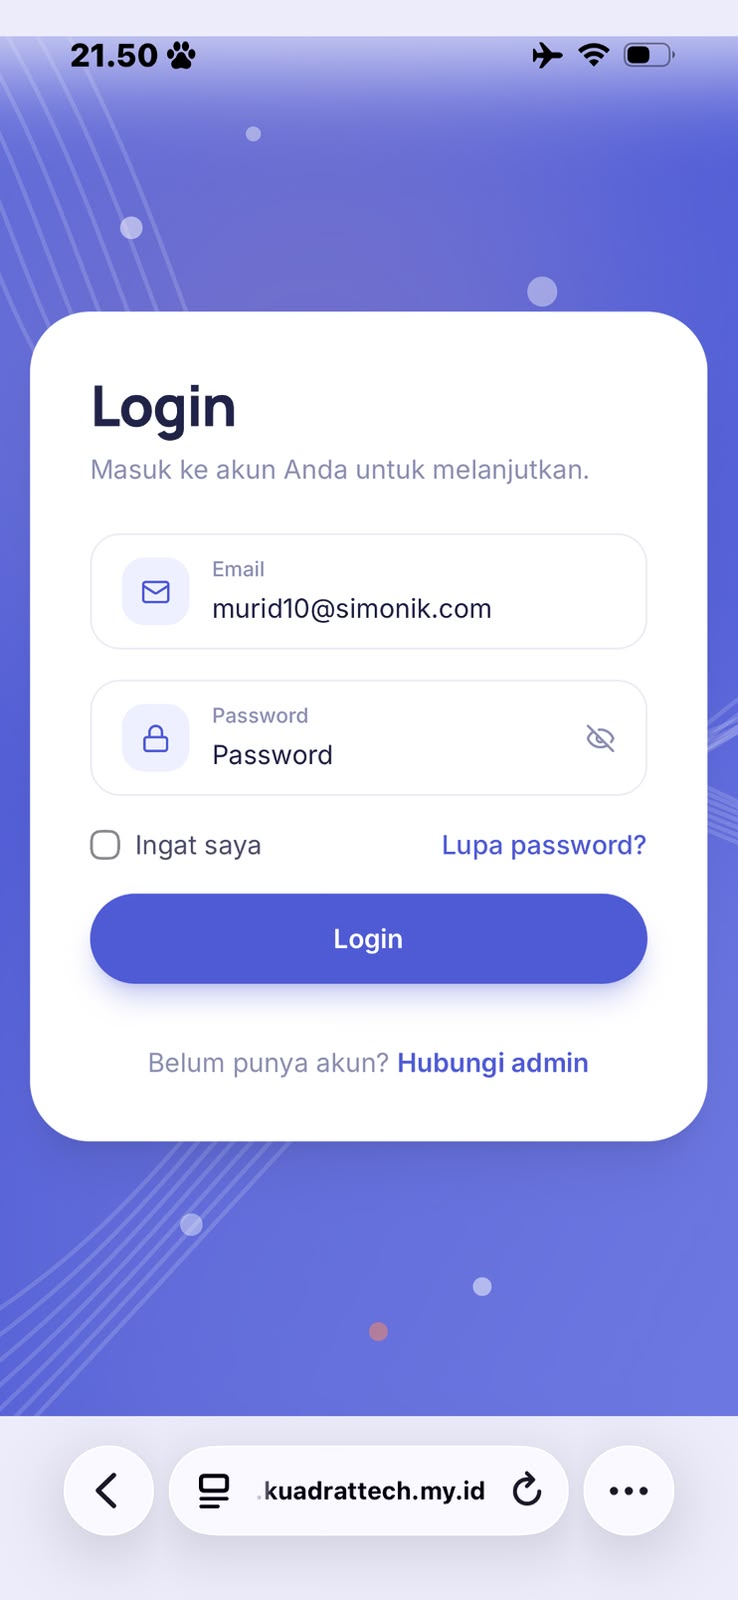 21.50
Login
Masuk ke akun Anda untuk melanjutkan.
Email
murid10@simonik.com
Password
Password
Ingat saya
Lupa password?
Login
Belum punya akun? Hubungi admin
.kuadrattech.my.id